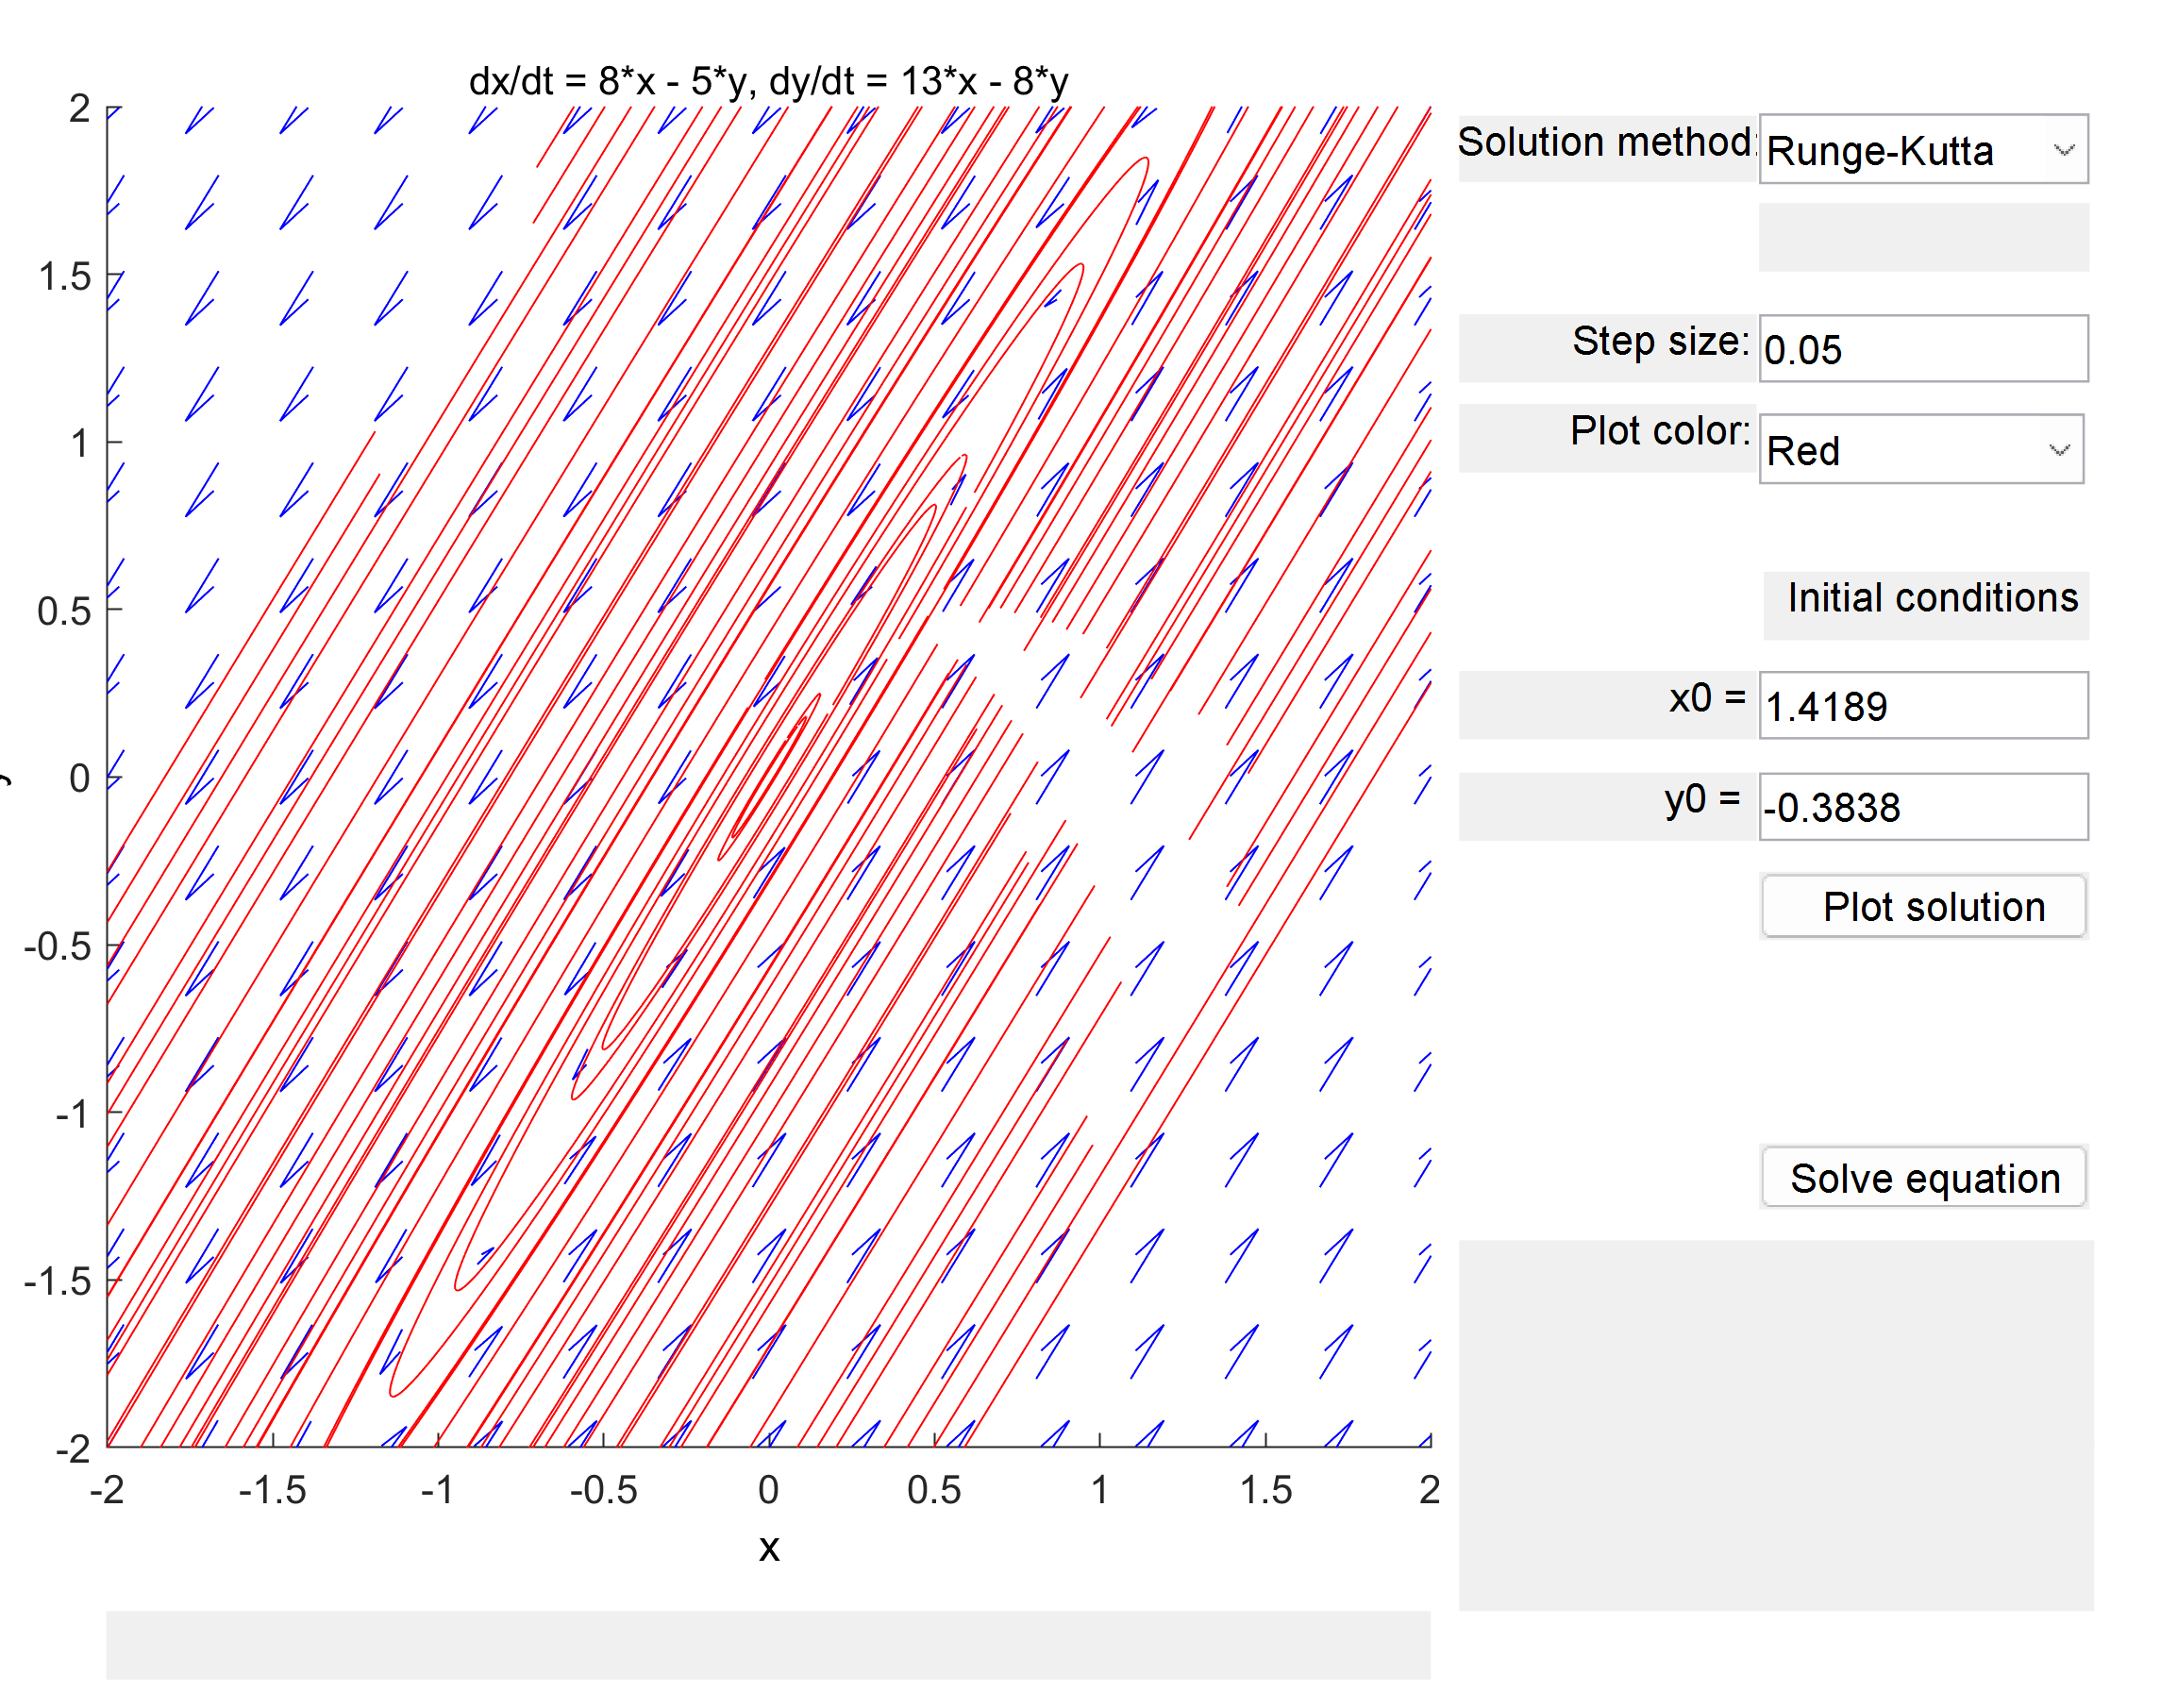 dx/dt = 8*x - 5*y, dy/dt = 13*x - 8*y
2
1.5
1
0.5
0
-0.5
-1
-1.5
-2
-2
-1.5
-1
-0.5
0
0.5
1
1.5
2
x
Solution method:
Runge-Kutta
Step size:
0.05
Plot color:
Red
Initial conditions
x0 =
1.4189
y0 =
-0.3838
Plot solution
Solve equation